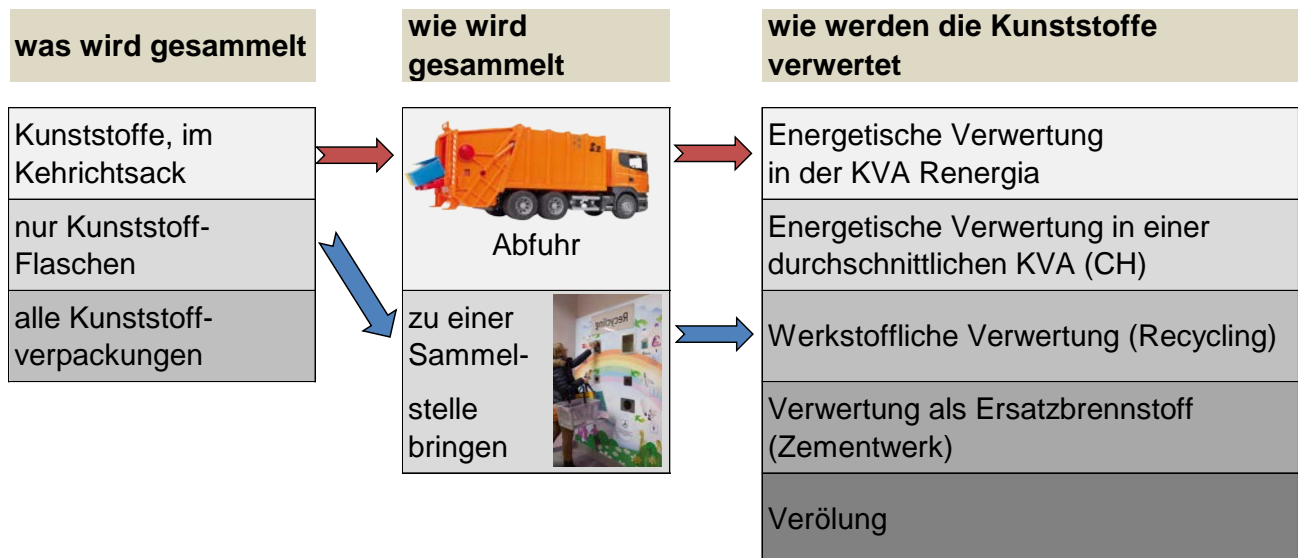 was wird gesammelt
wie wird
gesammelt
wie werden die Kunststoffe
verwertet
Kunststoffe, im
Kehrichtsack
nur Kunststoff-
Flaschen
alle Kunststoff-
verpackungen
Abfuhr
zu einer
Sammel-
stelle
bringen
Recycling
Energetische Verwertung
in der KVA Renergia
Energetische Verwertung in einer
durchschnittlichen KVA (CH)
Werkstoffliche Verwertung (Recycling)
Verwertung als Ersatzbrennstoff
(Zementwerk)
Verölung